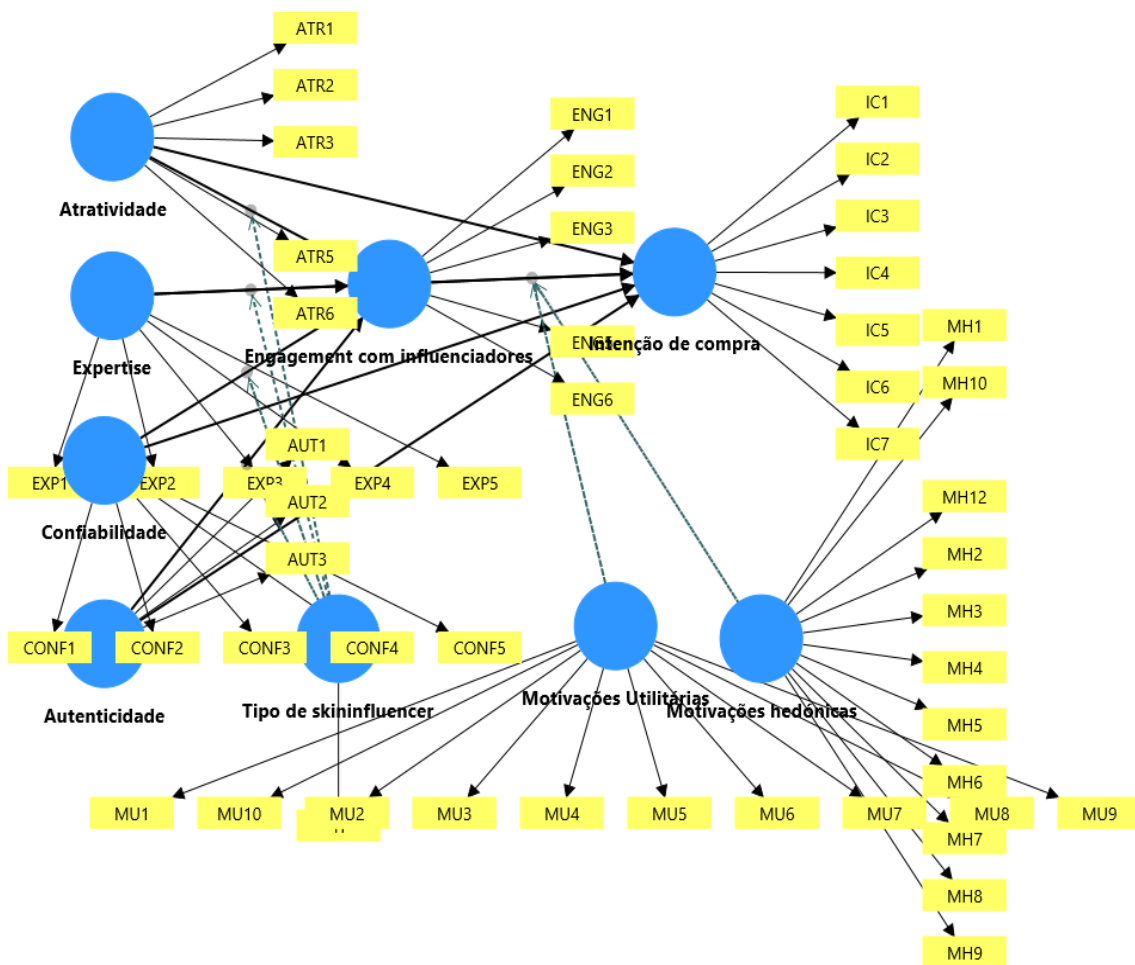 ATR1
ATR2
ATR3
Atratividade
ATR5
ATR6
Expertise
ENG1
ENG2
ENG3
Engagement com influenciadores
ENG5
ENG6
IC1
IC2
IC3
IC4
Intenção de compra
IC5
IC6
IC7
MH1
MH10
MH12
MH2
MH3
MH4
MH5
MH6
MH7
MH8
MH9
AUT1
AUT2
AUT3
EXP1
EXP2
EXP3
EXP4
EXP5
Confiabilidade
CONF1
CONF2
CONF3
CONF4
CONF5
Autenticidade
Tipo de skininfluencer
Motivações Utilitárias
Motivações hedónicas
MU1
MU10
MU2
MU3
MU4
MU5
MU6
MU7
MU8
MU9